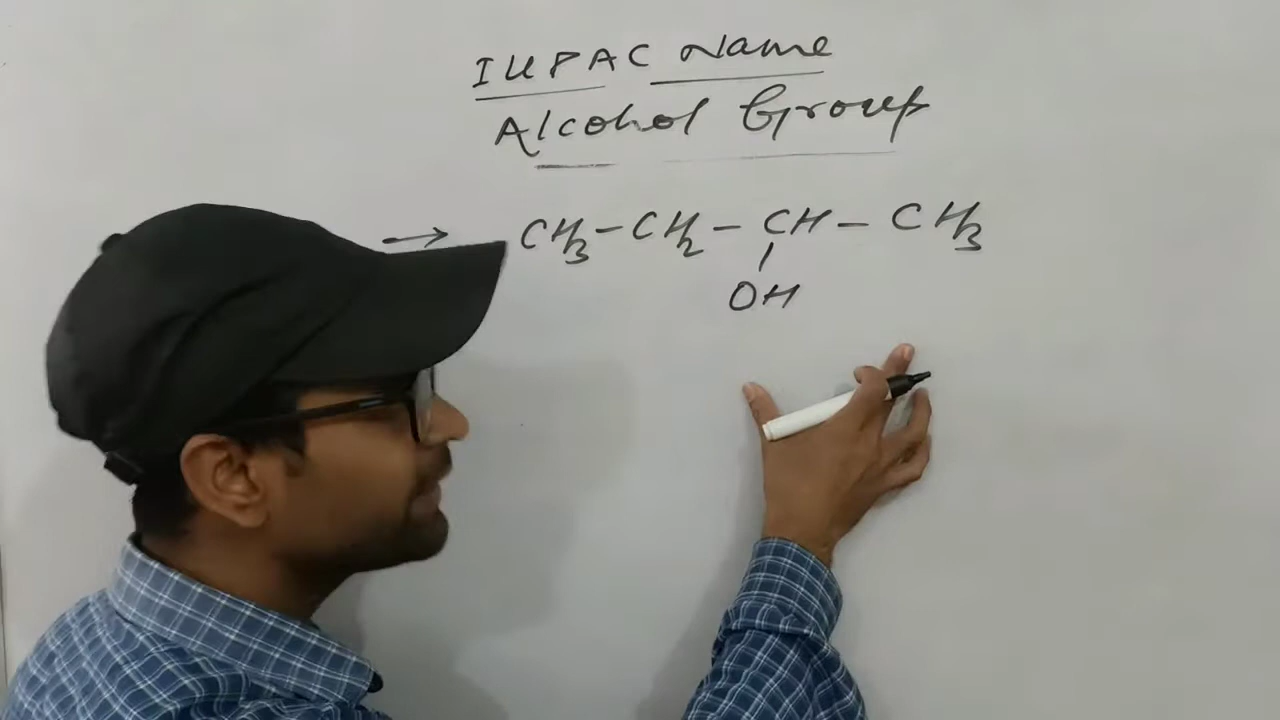 IUPAC Name
Alcohol Group
→ CH₃-CH₂-CH-CH₃
|
OH